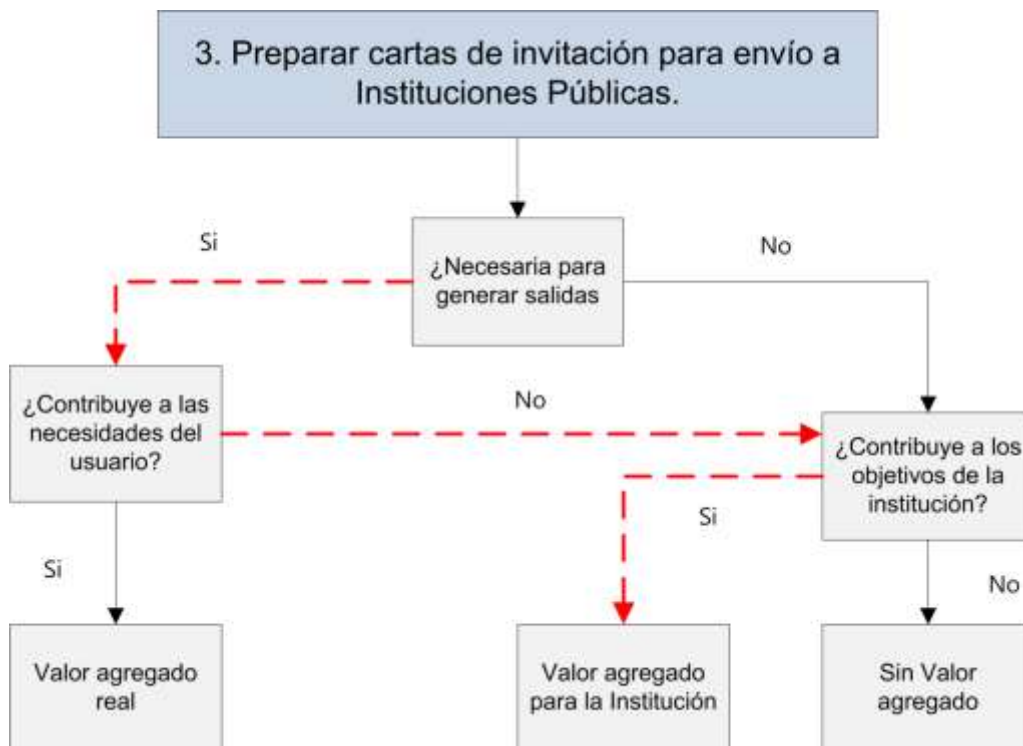 3. Preparar cartas de invitación para envío a
Instituciones Públicas.
Si
No
¿Necesaria para
generar salidas
¿Contribuye a las
necesidades del
usuario?
No
¿Contribuye a los
objetivos de la
institución?
Si
Si
No
Valor agregado
real
Valor agregado
para la Institución
Sin Valor
agregado